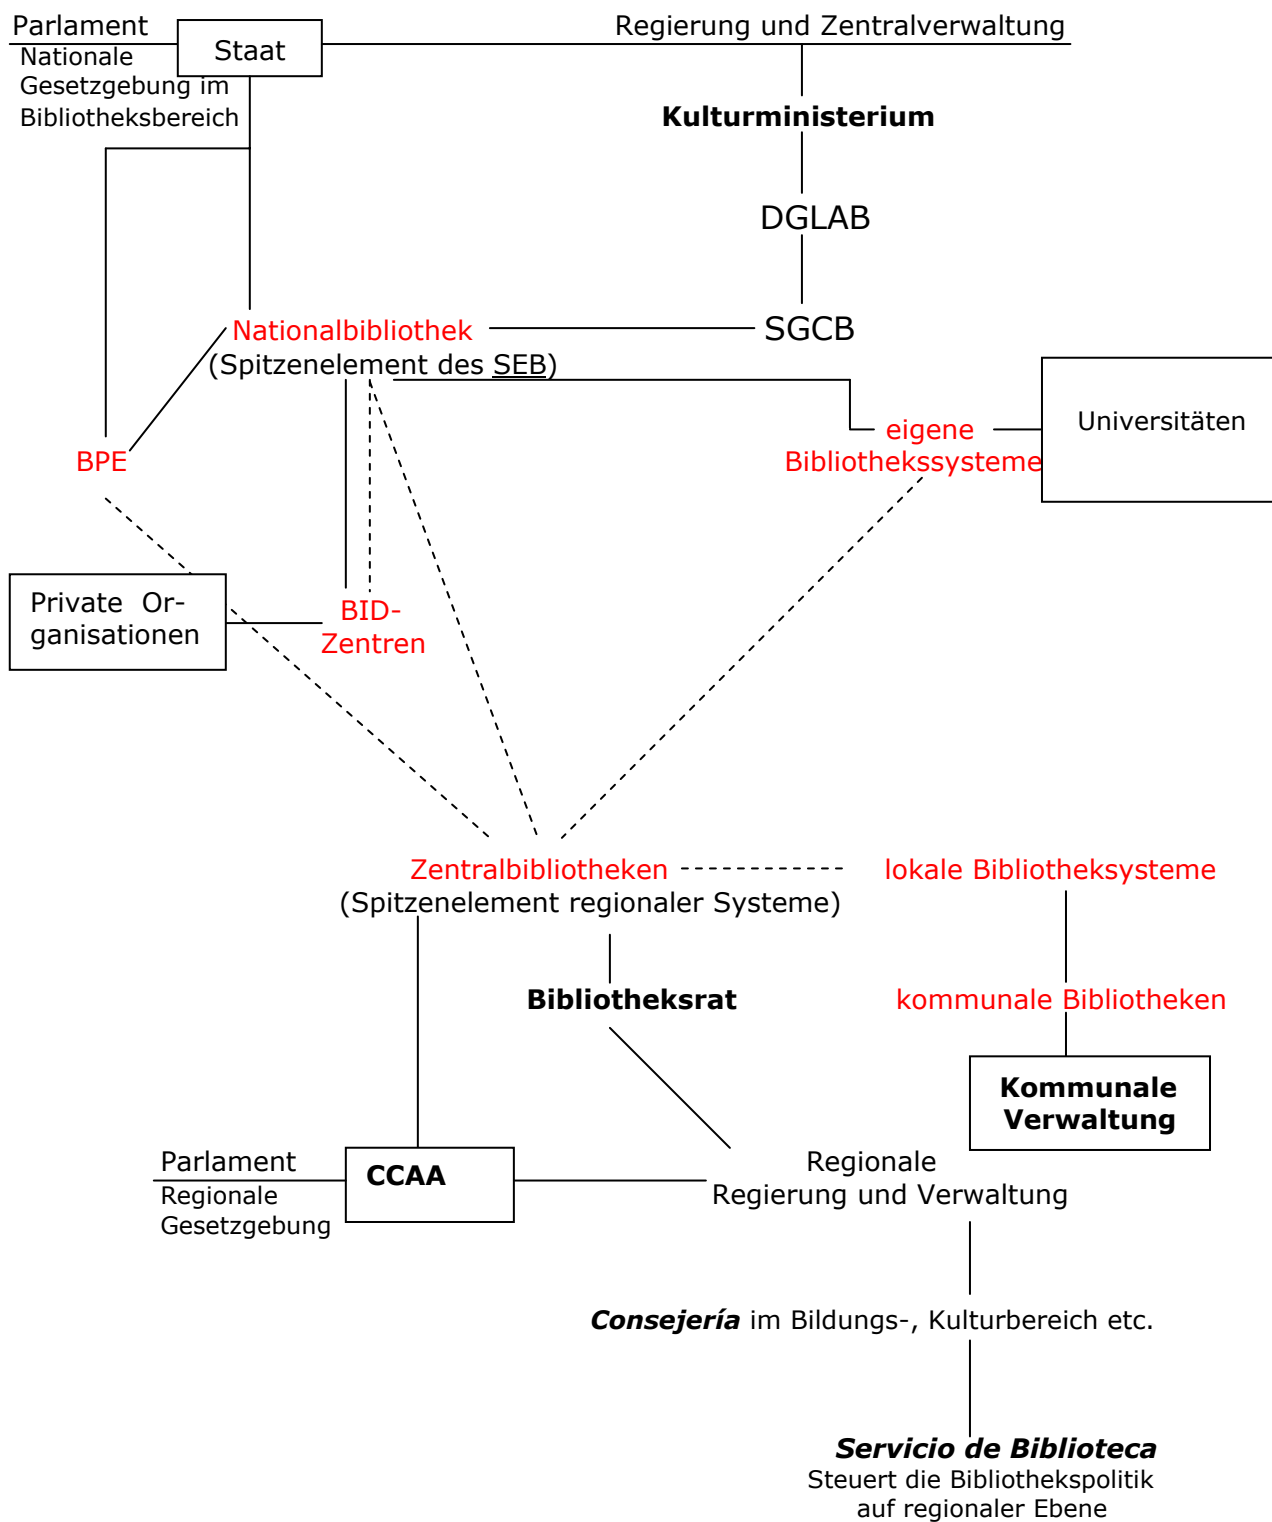 Parlament
Staat
Regierung und Zentralverwaltung
Nationale
Gesetzgebung im
Bibliotheksbereich
Kulturministerium
DGLAB
Nationalbibliothek
SGCB
(Spitzenelement des SEB)
Universitäten
eigene
Bibliothekssysteme
BPE
Private Or-
ganisationen
BID-
Zentren
Zentralbibliotheken
lokale Bibliotheksysteme
(Spitzenelement regionaler Systeme)
Bibliotheksrat
kommunale Bibliotheken
Kommunale
Verwaltung
Parlament
CCAA
Regionale
Regierung und Verwaltung
Regionale
Gesetzgebung
Consejería im Bildungs-, Kulturbereich etc.
Servicio de Biblioteca
Steuert die Bibliothekspolitik
auf regionaler Ebene